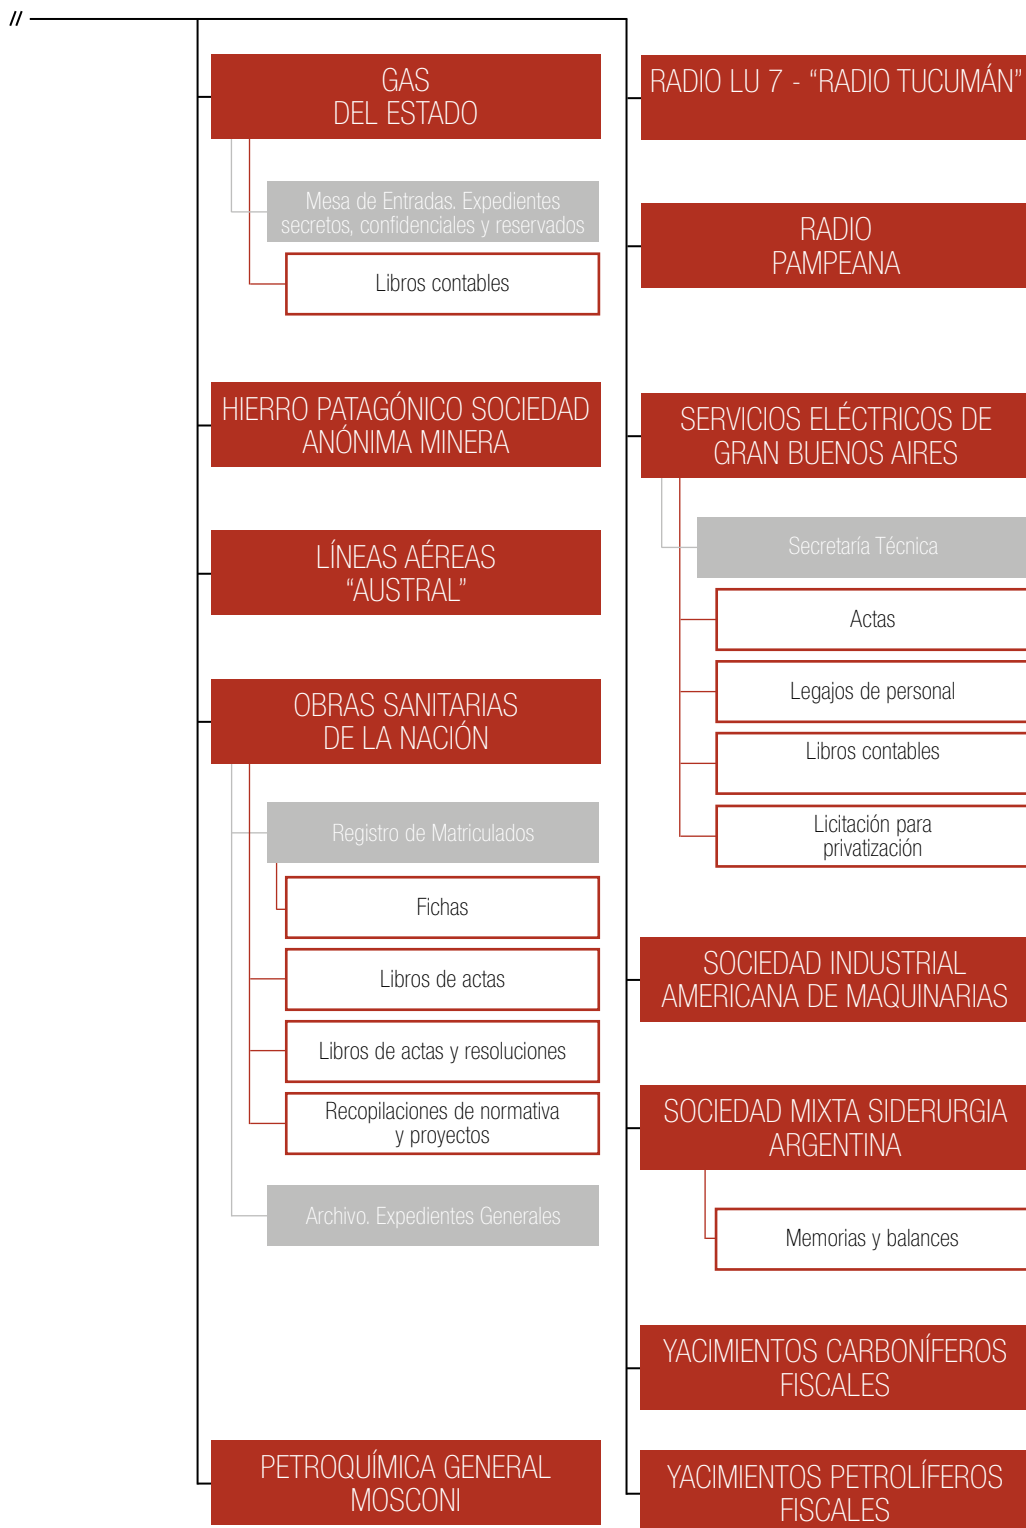 //
GAS
DEL ESTADO
Mesa de Entradas. Expedientes
secretos, confidenciales y reservados
Libros contables
HIERRO PATAGÓNICO SOCIEDAD
ANÓNIMA MINERA
LÍNEAS AÉREAS
“AUSTRAL”
OBRAS SANITARIAS
DE LA NACIÓN
Registro de Matriculados
Fichas
Libros de actas
Libros de actas y resoluciones
Recopilaciones de normativa
y proyectos
Archivo. Expedientes Generales
PETROQUÍMICA GENERAL
MOSCONI
RADIO LU 7 - “RADIO TUCUMÁN”
RADIO
PAMPEANA
SERVICIOS ELÉCTRICOS DE
GRAN BUENOS AIRES
Secretaría Técnica
Actas
Legajos de personal
Libros contables
Licitación para
privatización
SOCIEDAD INDUSTRIAL
AMERICANA DE MAQUINARIAS
SOCIEDAD MIXTA SIDERURGIA
ARGENTINA
Memorias y balances
YACIMIENTOS CARBONÍFEROS
FISCALES
YACIMIENTOS PETROLÍFEROS
FISCALES